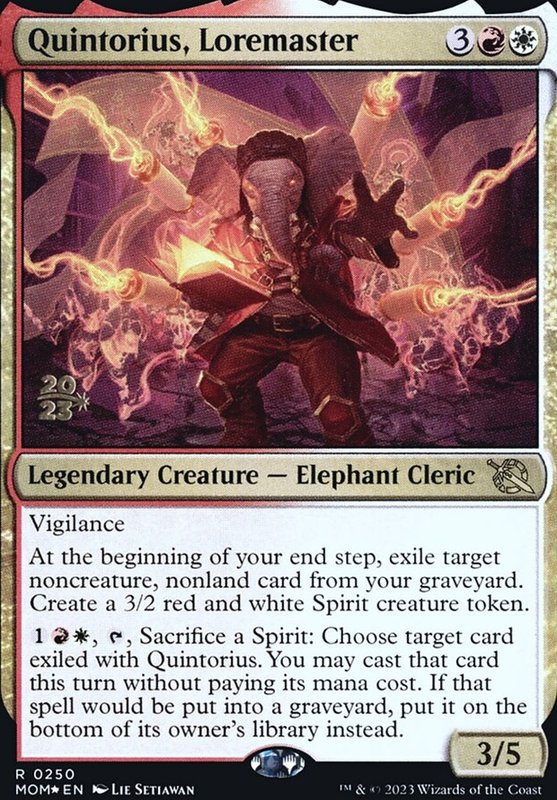 Quintorius, Loremaster 3
20
23
Legendary Creature — Elephant Cleric
Vigilance
At the beginning of your end step, exile target
noncreature, nonland card from your graveyard.
Create a 3/2 red and white Spirit creature token.
1 , , Sacrifice a Spirit: Choose target card
exiled with Quintorius. You may cast that card
this turn without paying its mana cost. If that
spell would be put into a graveyard, put it on the
bottom of its owner's library instead.
3/5
R 0250
MOM★EN Lie Setiawan
™ & © 2023 Wizards of the Coast